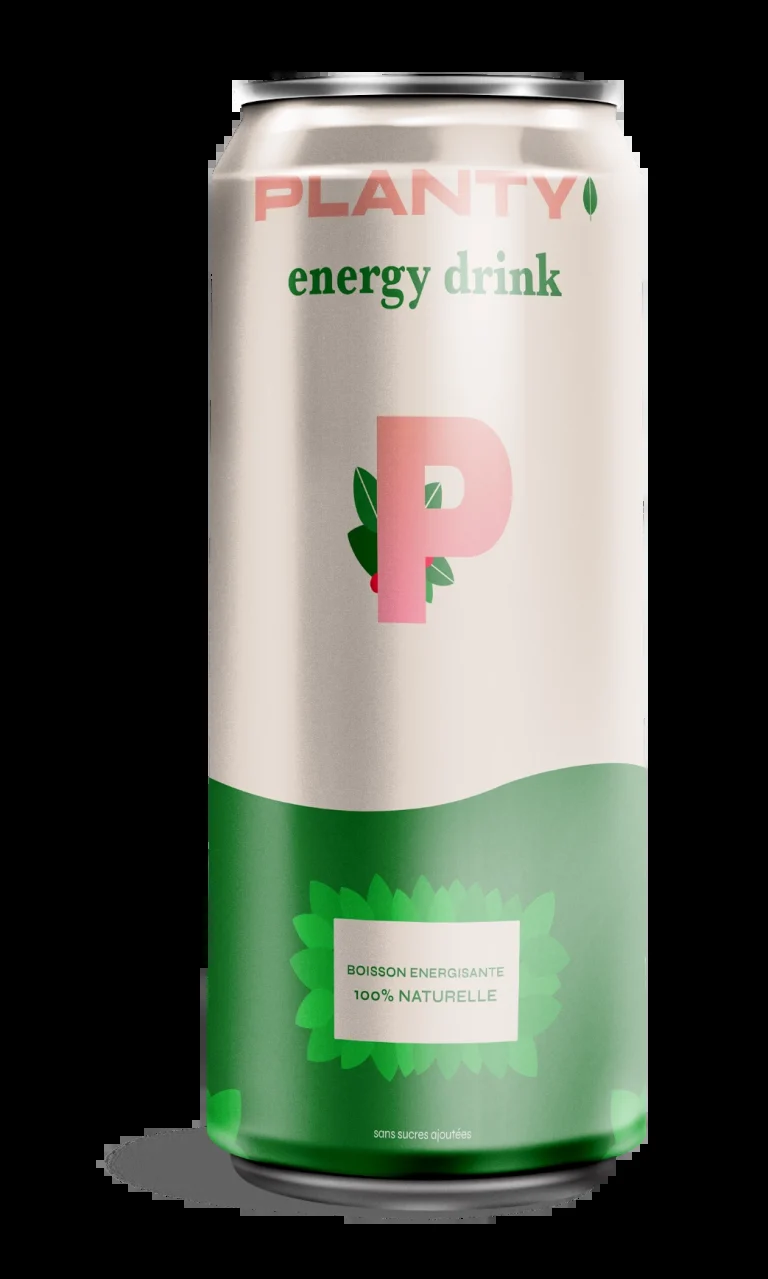 PLANTY
energy drink
P
BOISSON ENERGISANTE
100% NATURELLE
sans sucres ajoutées